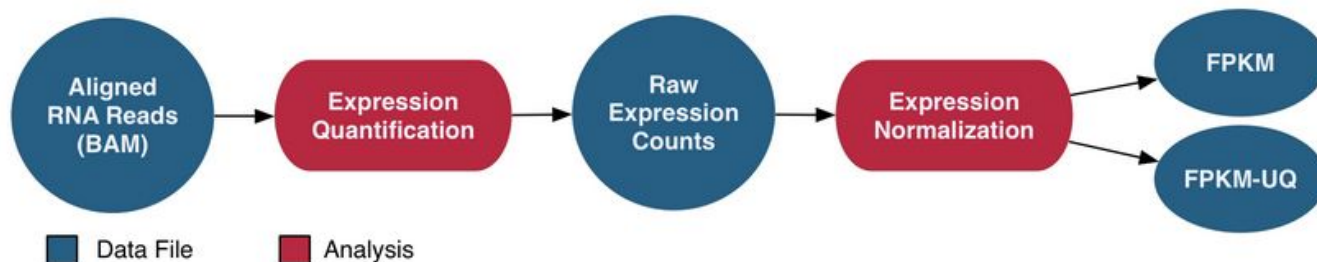 Aligned
RNA Reads
(BAM)
Expression
Quantification
Raw
Expression
Counts
Expression
Normalization
FPKM
FPKM-UQ
Data File
Analysis